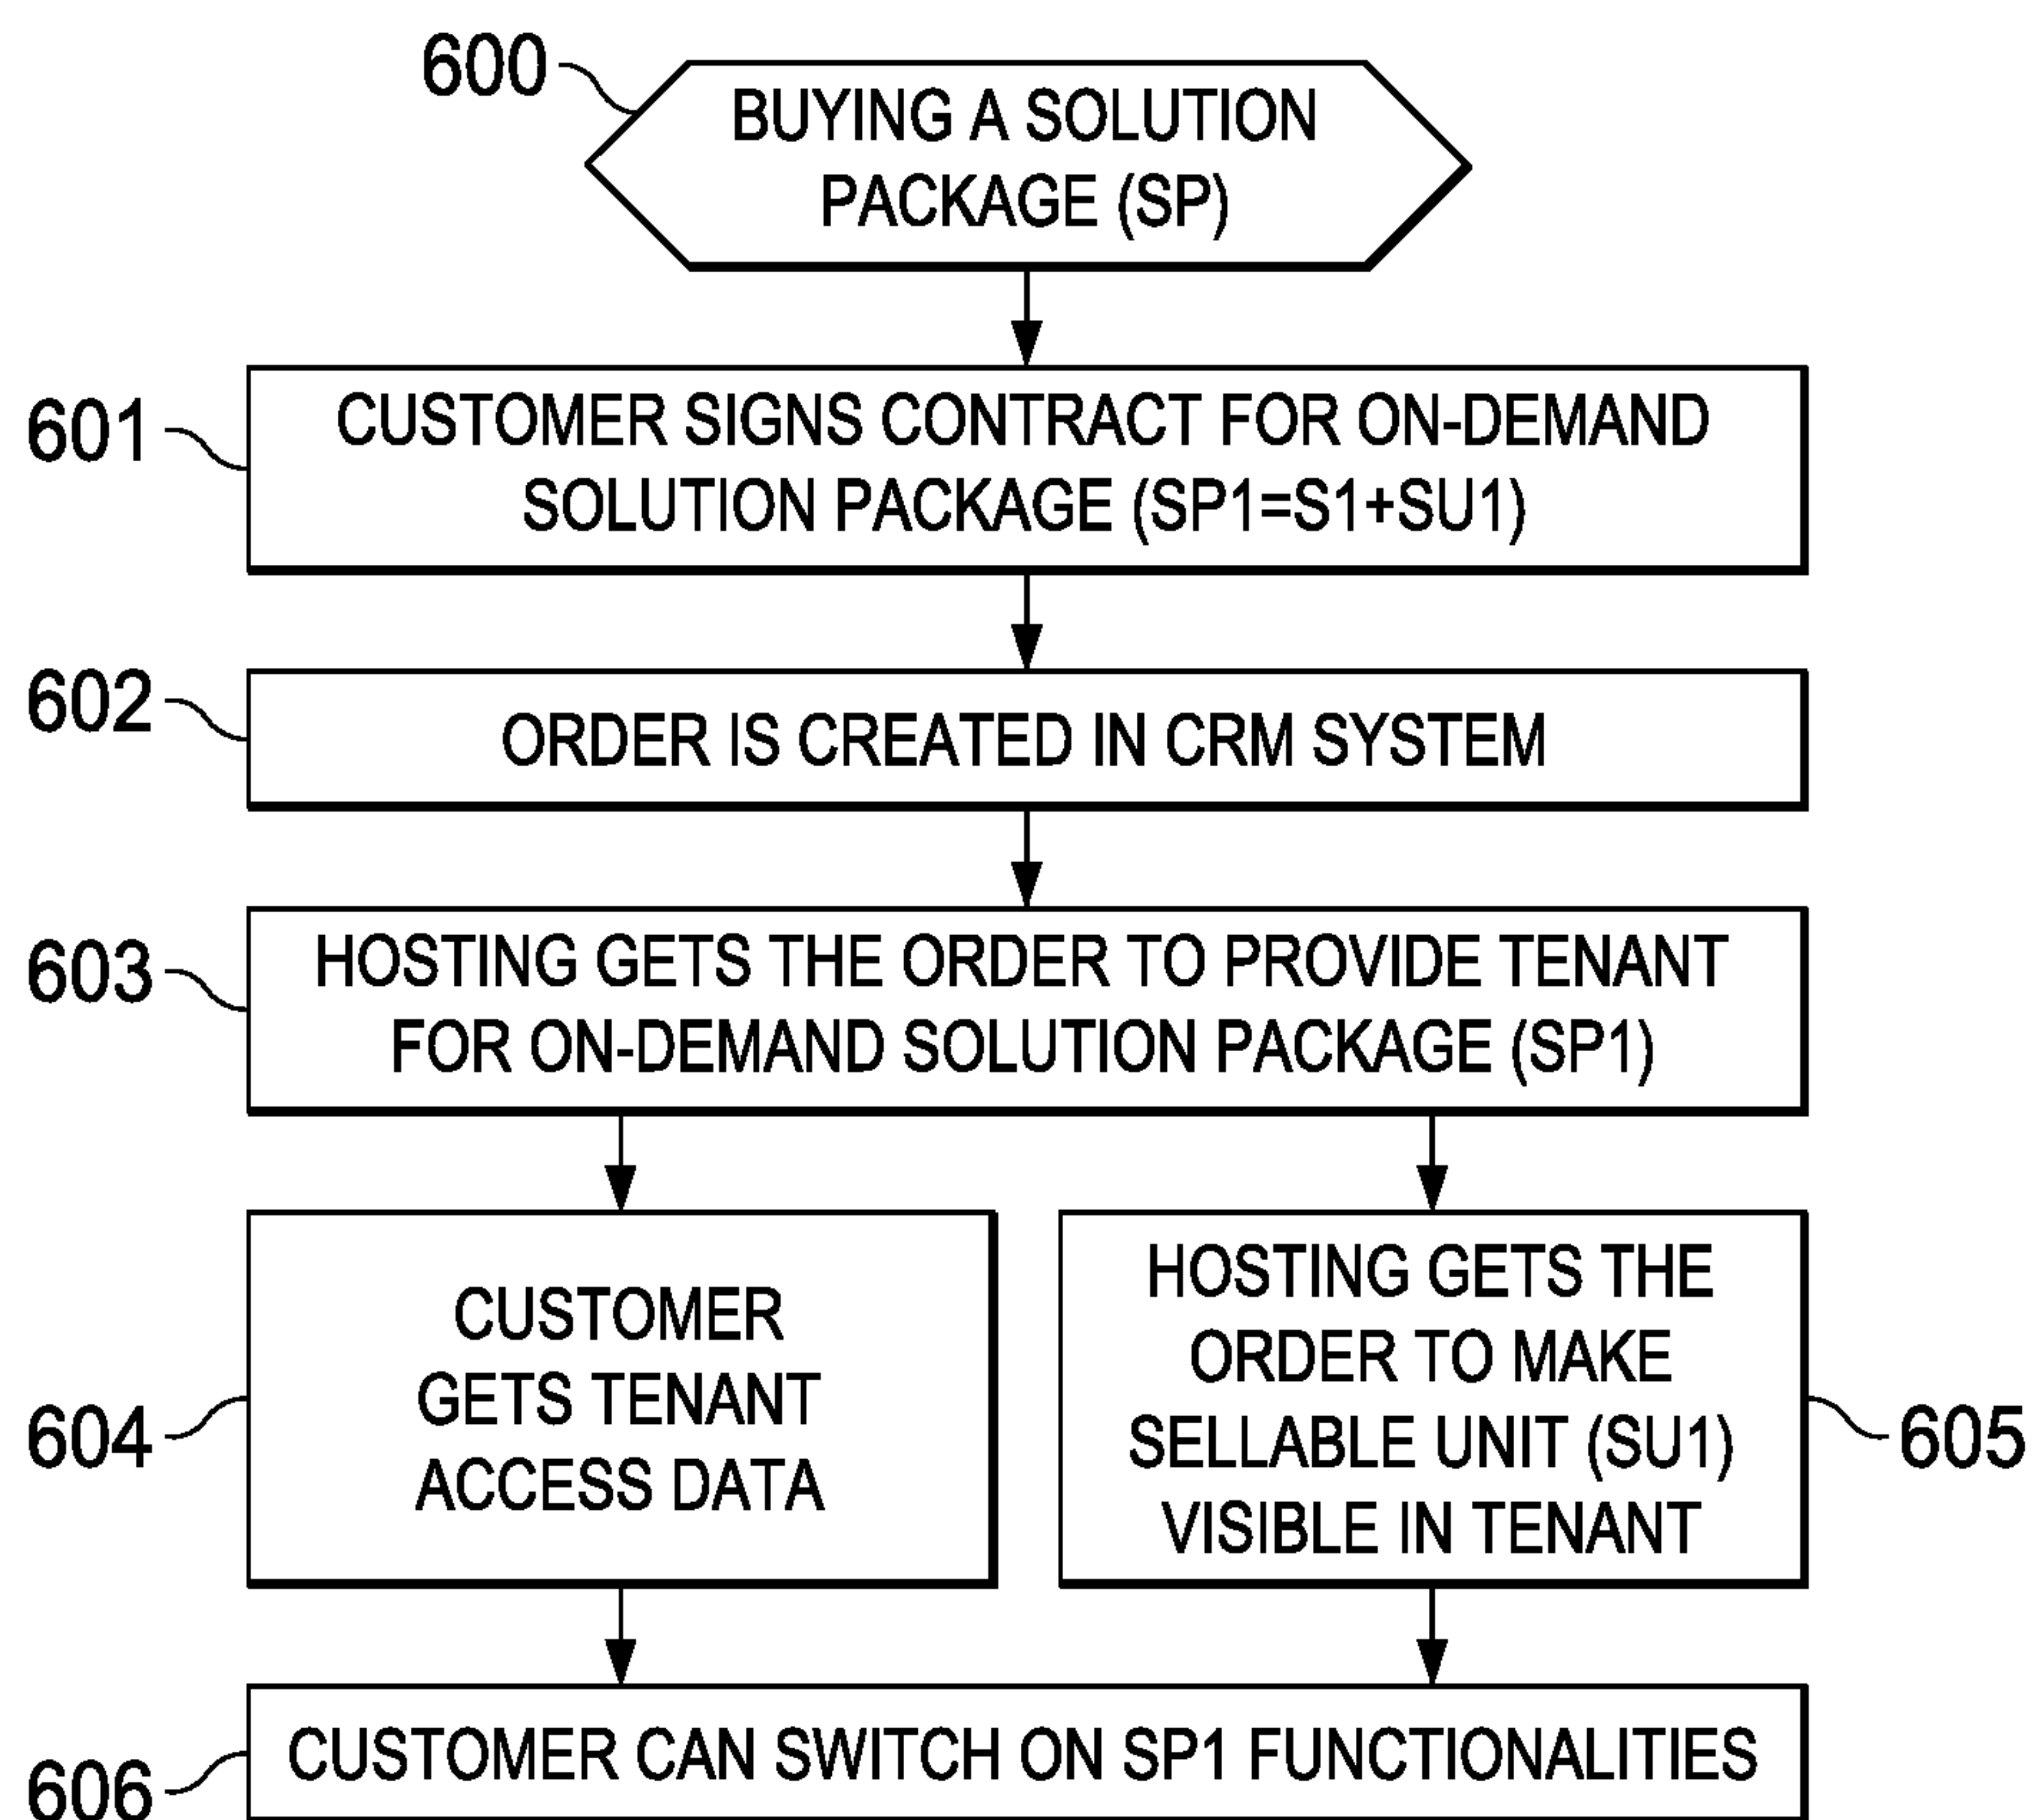 600
BUYING A SOLUTION
PACKAGE (SP)
601
CUSTOMER SIGNS CONTRACT FOR ON-DEMAND
SOLUTION PACKAGE (SP1=S1+SU1)
602
ORDER IS CREATED IN CRM SYSTEM
603
HOSTING GETS THE ORDER TO PROVIDE TENANT
FOR ON-DEMAND SOLUTION PACKAGE (SP1)
604
CUSTOMER
GETS TENANT
ACCESS DATA
HOSTING GETS THE
ORDER TO MAKE
SELLABLE UNIT (SU1)
VISIBLE IN TENANT
605
606
CUSTOMER CAN SWITCH ON SP1 FUNCTIONALITIES